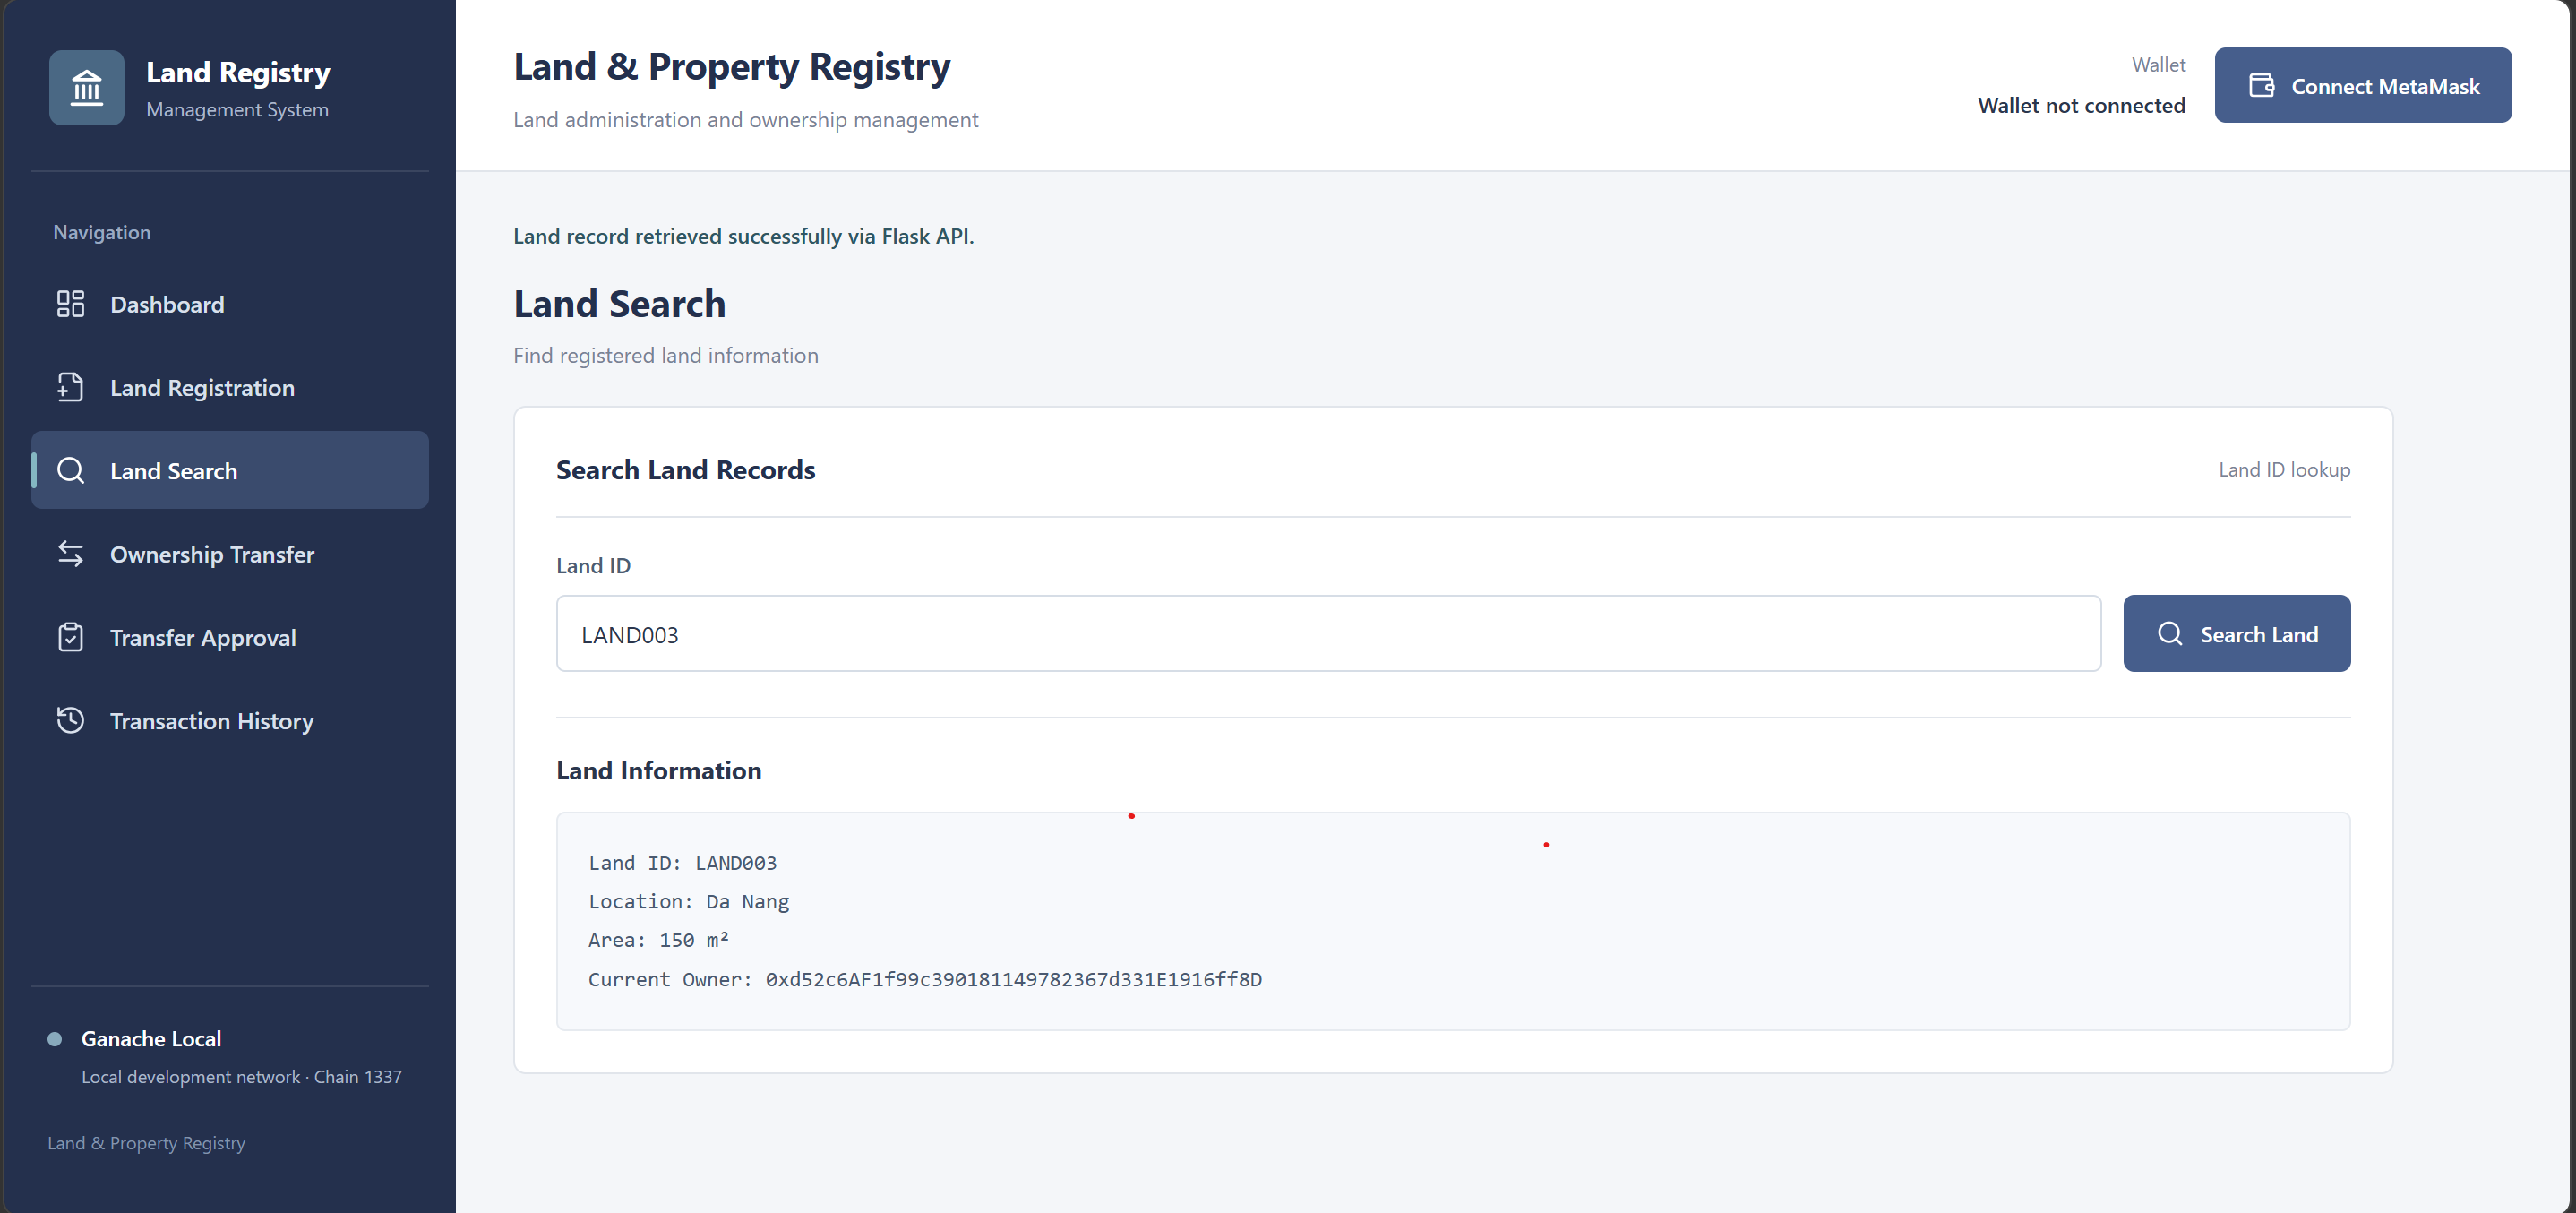 Land Registry
Management System
Navigation
Dashboard
Land Registration
Land Search
Ownership Transfer
Transfer Approval
Transaction History
Ganache Local
Local development network · Chain 1337
Land & Property Registry
Land & Property Registry
Land administration and ownership management
Wallet
Wallet not connected
Connect MetaMask
Land record retrieved successfully via Flask API.
Land Search
Find registered land information
Search Land Records
Land ID lookup
Land ID
LAND003
Search Land
Land Information
Land ID: LAND003
Location: Da Nang
Area: 150 m²
Current Owner: 0xd52c6AF1f99c390181149782367d331E1916ff8D